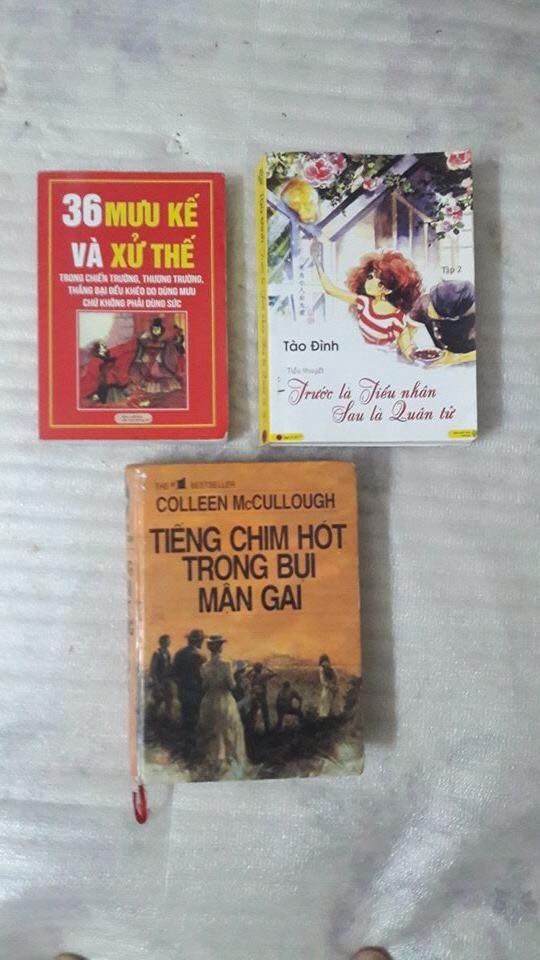 36 MƯU KẾ
VÀ XỬ THẾ
TRONG CHIẾN TRƯỜNG, THƯƠNG TRƯỜNG,
THẮNG BẠI ĐỀU KHÉO DO DÙNG MƯU
CHỨ KHÔNG PHẢI DÙNG SỨC
Tập 2
Tào Đình
Tiểu thuyết
Trước là Tiểu nhân
Sau là Quân tử
THE #1 BESTSELLER
COLLEEN McCULLOUGH
TIẾNG CHIM HÓT
TRONG BỤI
MẬN GAI